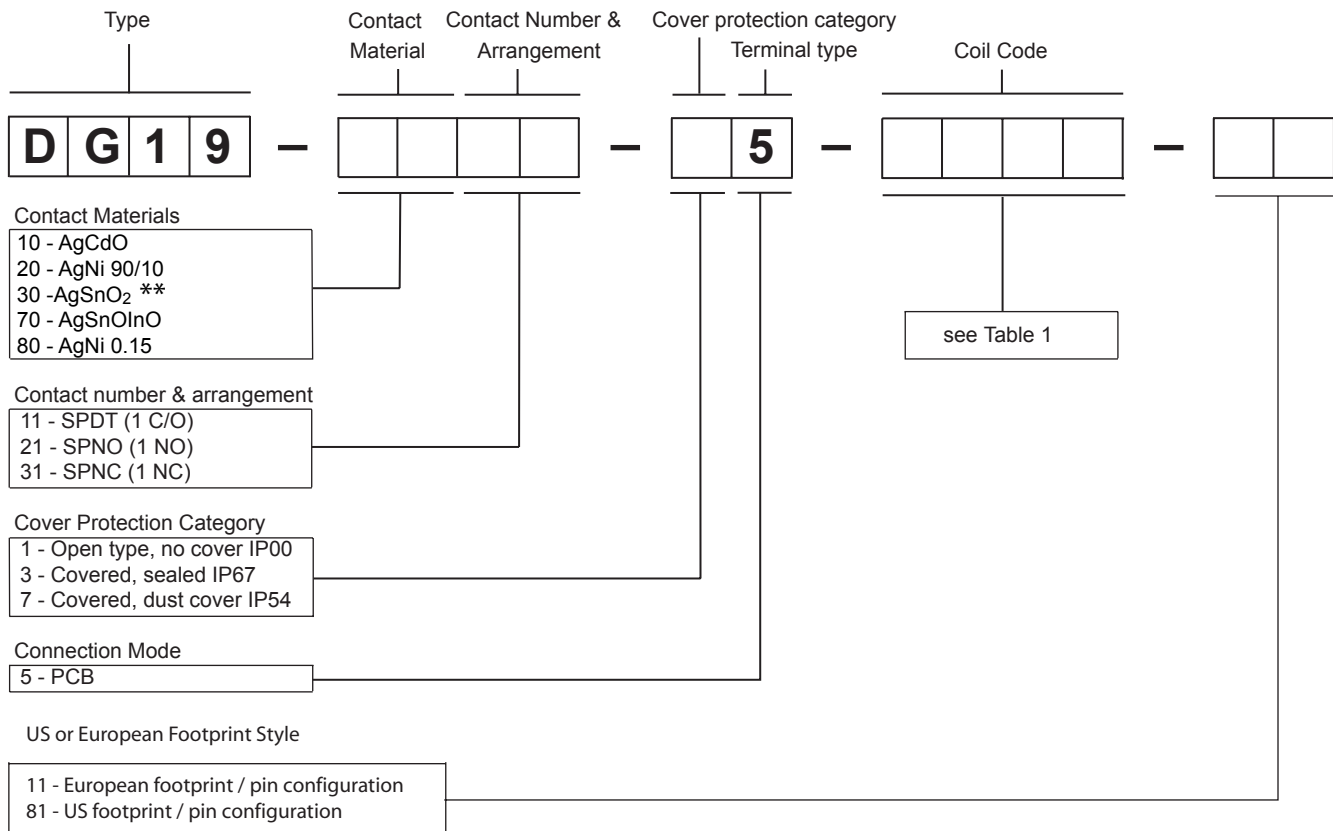 Type
Contact Material
Contact Number & Arrangement
Cover protection category
Terminal type
Coil Code
D G 1 9 – – 5 – –
Contact Materials
10 - AgCdO
20 - AgNi 90/10
30 -AgSnO2 **
70 - AgSnOInO
80 - AgNi 0.15
see Table 1
Contact number & arrangement
11 - SPDT (1 C/O)
21 - SPNO (1 NO)
31 - SPNC (1 NC)
Cover Protection Category
1 - Open type, no cover IP00
3 - Covered, sealed IP67
7 - Covered, dust cover IP54
Connection Mode
5 - PCB
US or European Footprint Style
11 - European footprint / pin configuration
81 - US footprint / pin configuration